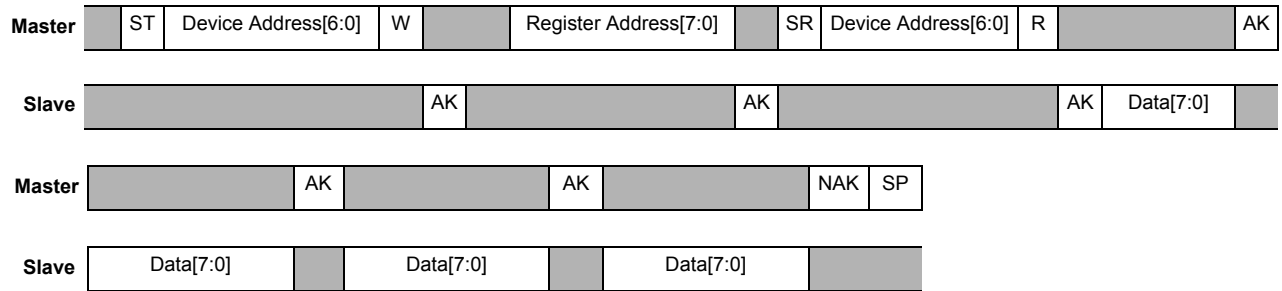 Master ST Device Address[6:0] W Register Address[7:0] SR Device Address[6:0] R AK
Slave AK AK AK Data[7:0]
Master AK AK NAK SP
Slave Data[7:0] Data[7:0] Data[7:0]